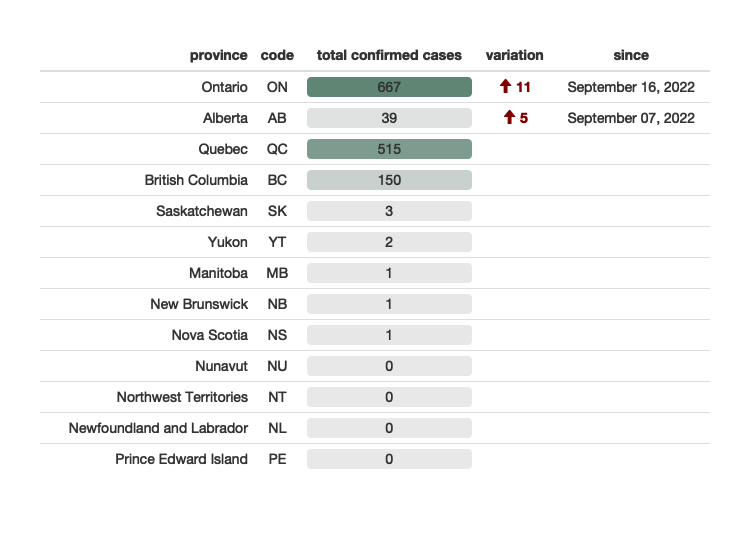 province code total confirmed cases variation since
Ontario ON 667 11 September 16, 2022
Alberta AB 39 5 September 07, 2022
Quebec QC 515
British Columbia BC 150
Saskatchewan SK 3
Yukon YT 2
Manitoba MB 1
New Brunswick NB 1
Nova Scotia NS 1
Nunavut NU 0
Northwest Territories NT 0
Newfoundland and Labrador NL 0
Prince Edward Island PE 0